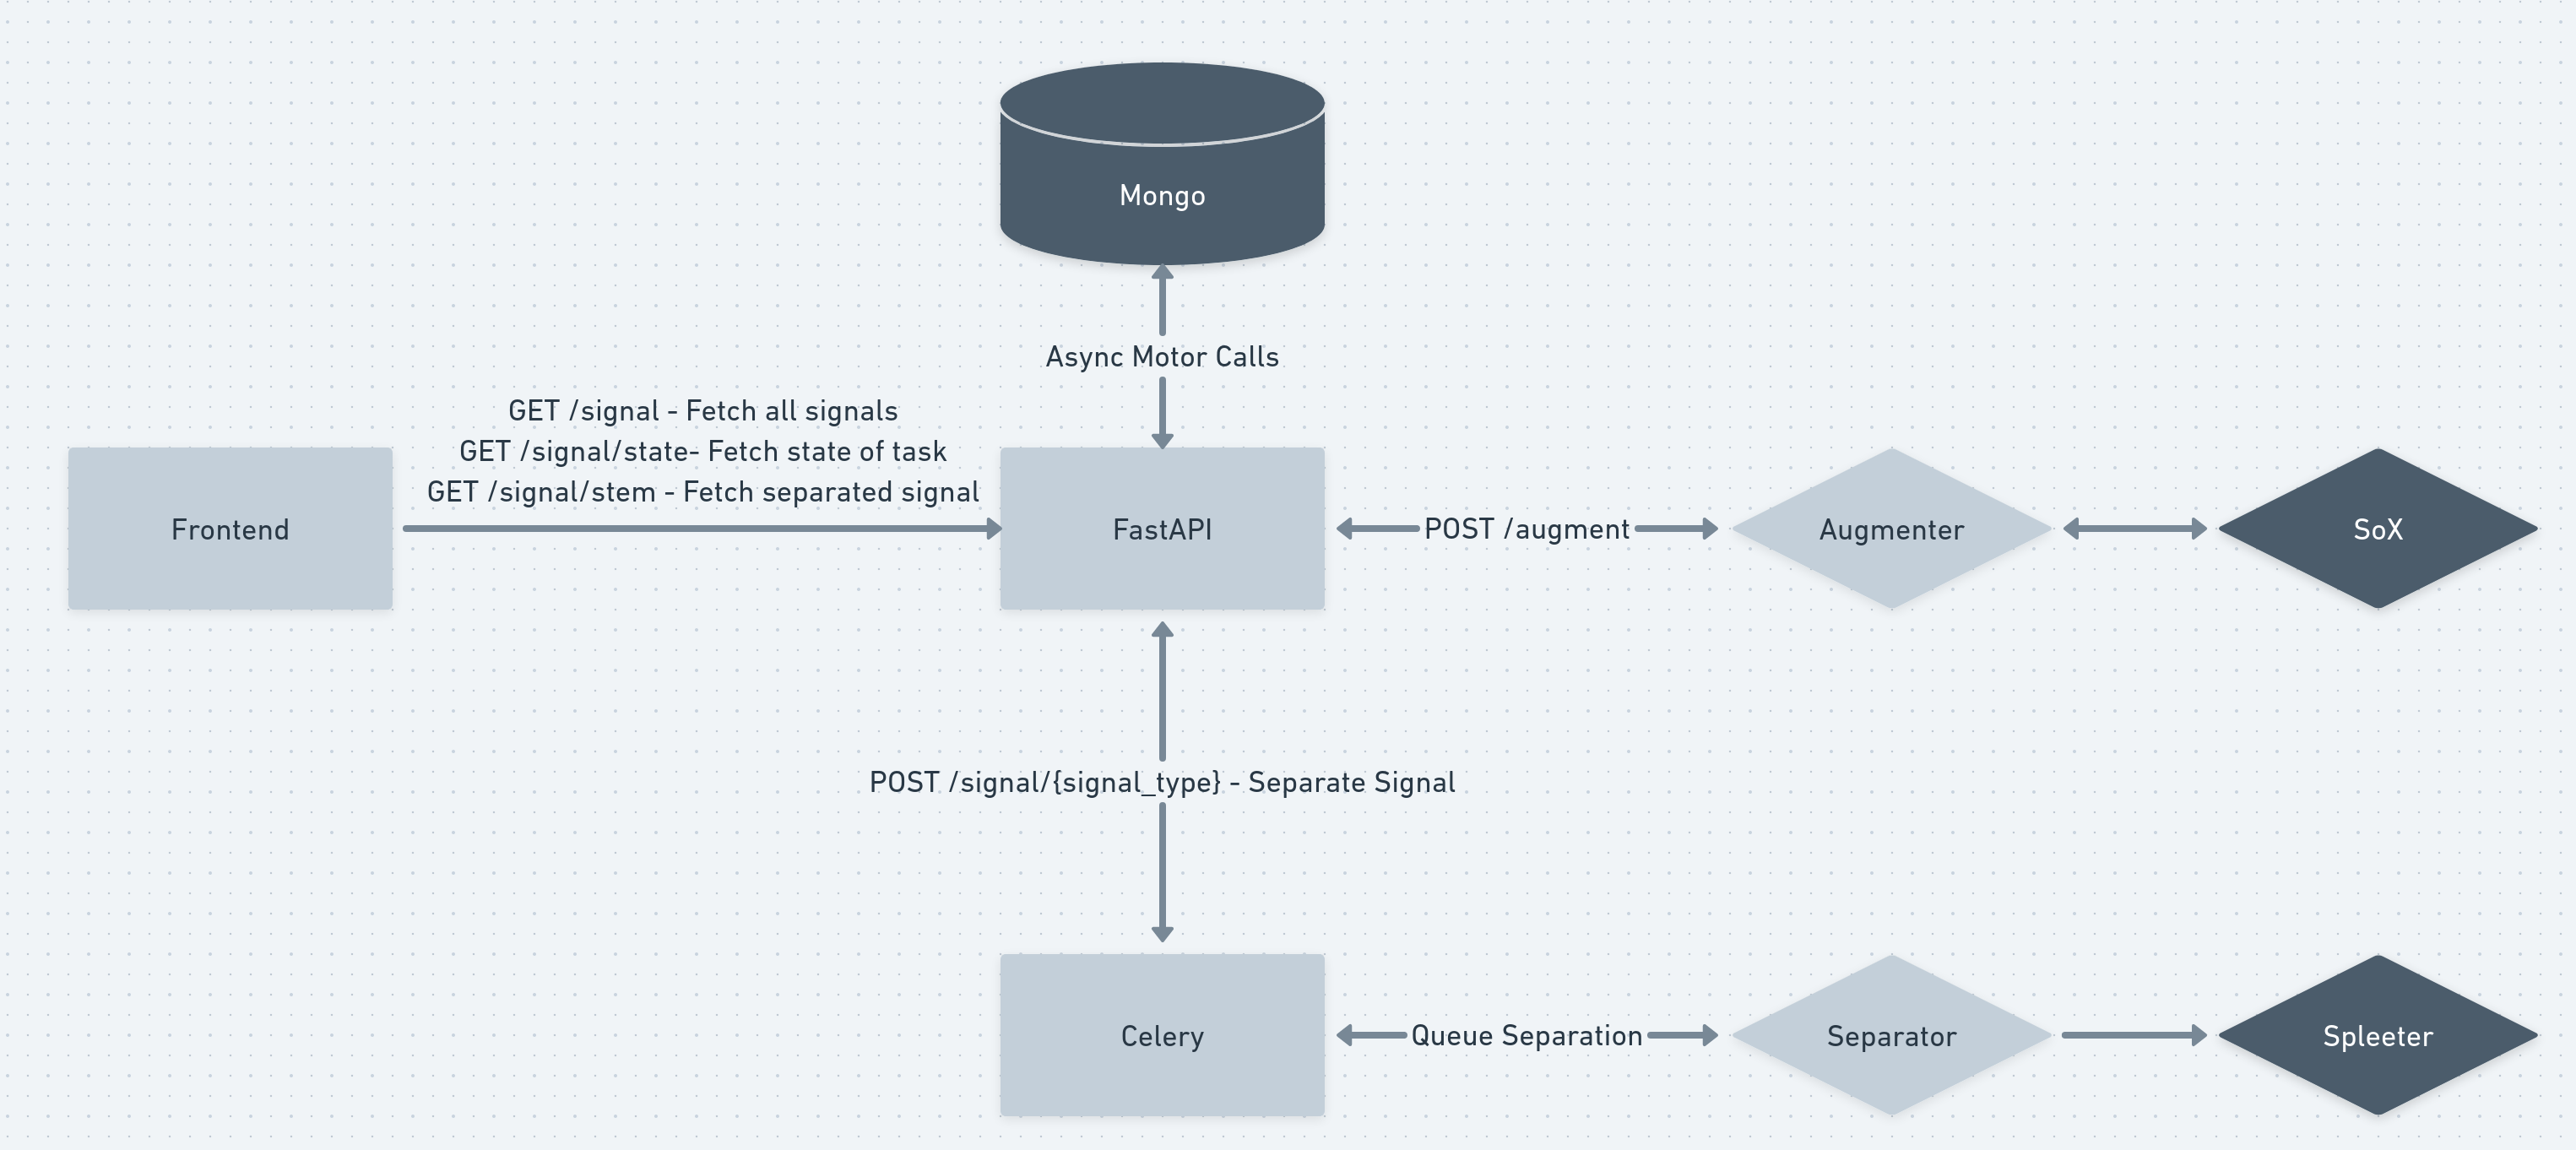 Mongo
Async Motor Calls
GET /signal - Fetch all signals
GET /signal/state- Fetch state of task
GET /signal/stem - Fetch separated signal
Frontend
FastAPI
POST /augment
Augmenter
SoX
POST /signal/{signal_type} - Separate Signal
Celery
Queue Separation
Separator
Spleeter